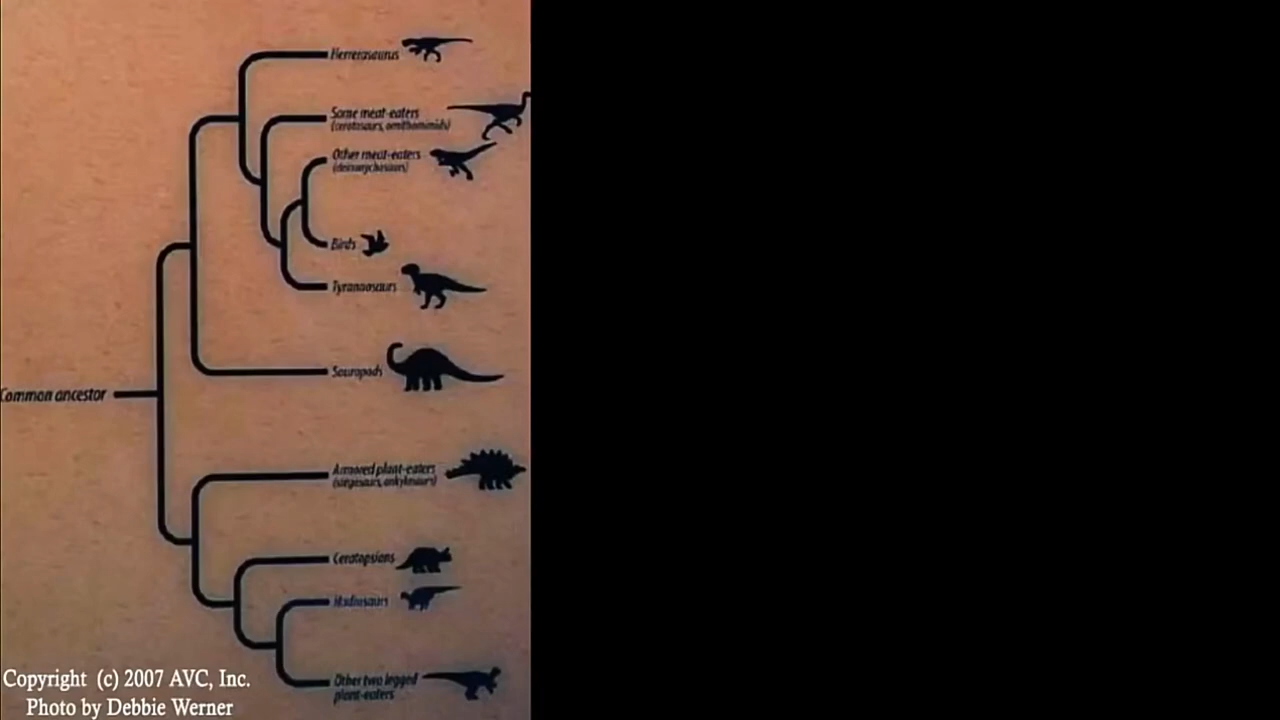 Herrerasaurus
Some meat-eaters
(ceratosaurs, ornithomimids)
Other meat-eaters
(deinonychosaurs)
Birds
Tyrannosaurs
Sauropods
Common ancestor
Armored plant-eaters
(stegosaurs, ankylosaurs)
Ceratopsians
Hadrosaurs
Other two legged
plant-eaters
Copyright (c) 2007 AVC, Inc.
Photo by Debbie Werner